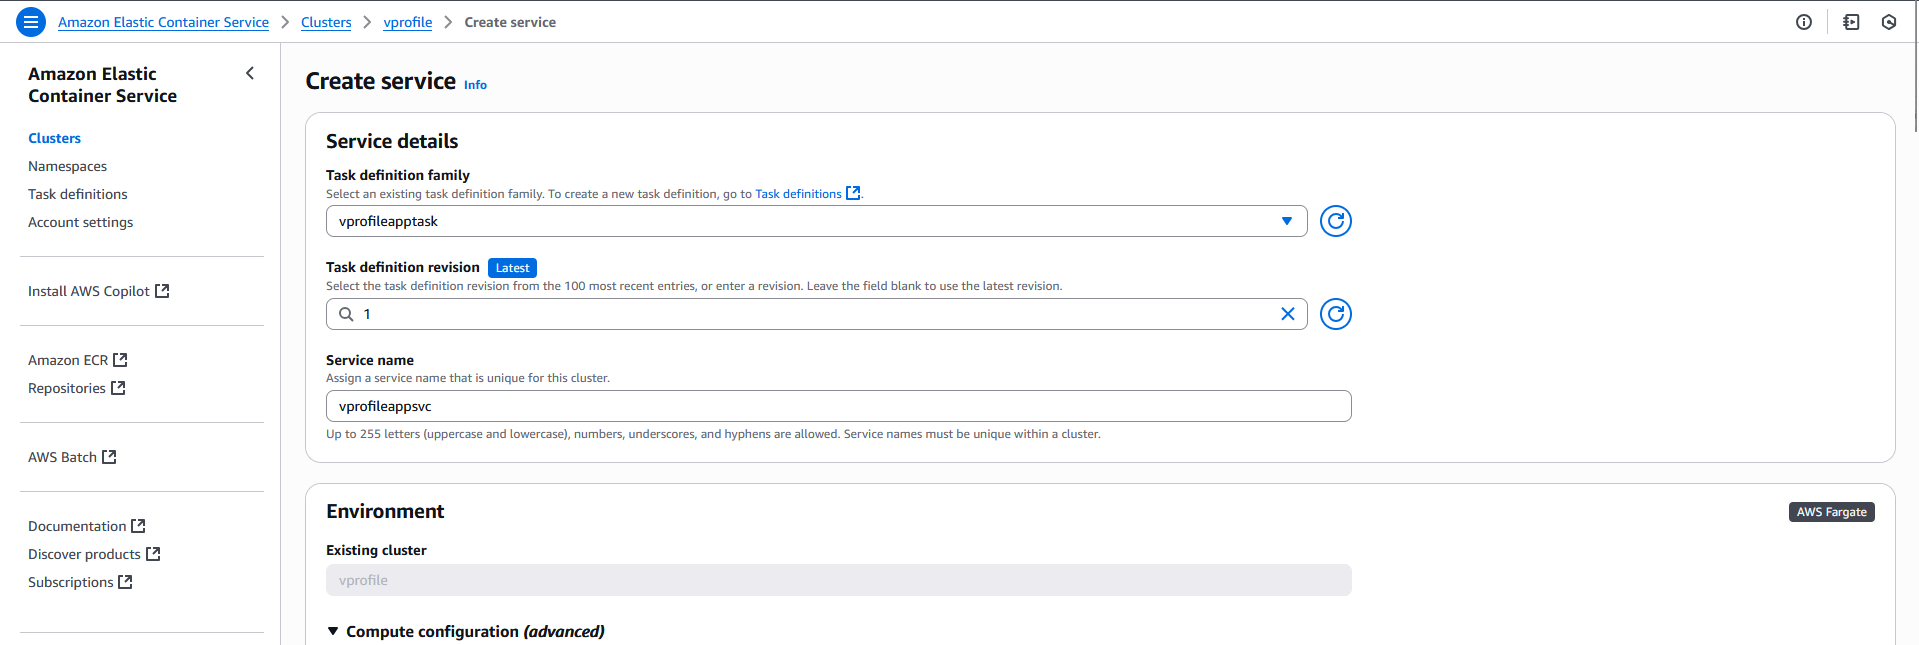 Amazon Elastic Container Service > Clusters > vprofile > Create service
Amazon Elastic
Container Service
Clusters
Namespaces
Task definitions
Account settings
Install AWS Copilot
Amazon ECR
Repositories
AWS Batch
Documentation
Discover products
Subscriptions
Create service Info
Service details
Task definition family
Select an existing task definition family. To create a new task definition, go to Task definitions.
vprofileapptask
Task definition revision Latest
Select the task definition revision from the 100 most recent entries, or enter a revision. Leave the field blank to use the latest revision.
1
Service name
Assign a service name that is unique for this cluster.
vprofileappsvc
Up to 255 letters (uppercase and lowercase), numbers, underscores, and hyphens are allowed. Service names must be unique within a cluster.
Environment AWS Fargate
Existing cluster
vprofile
Compute configuration (advanced)